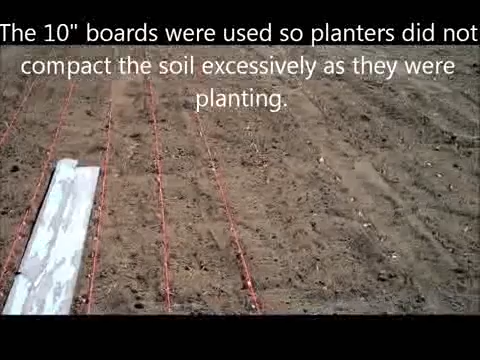 The 10" boards were used so planters did not
compact the soil excessively as they were
planting.